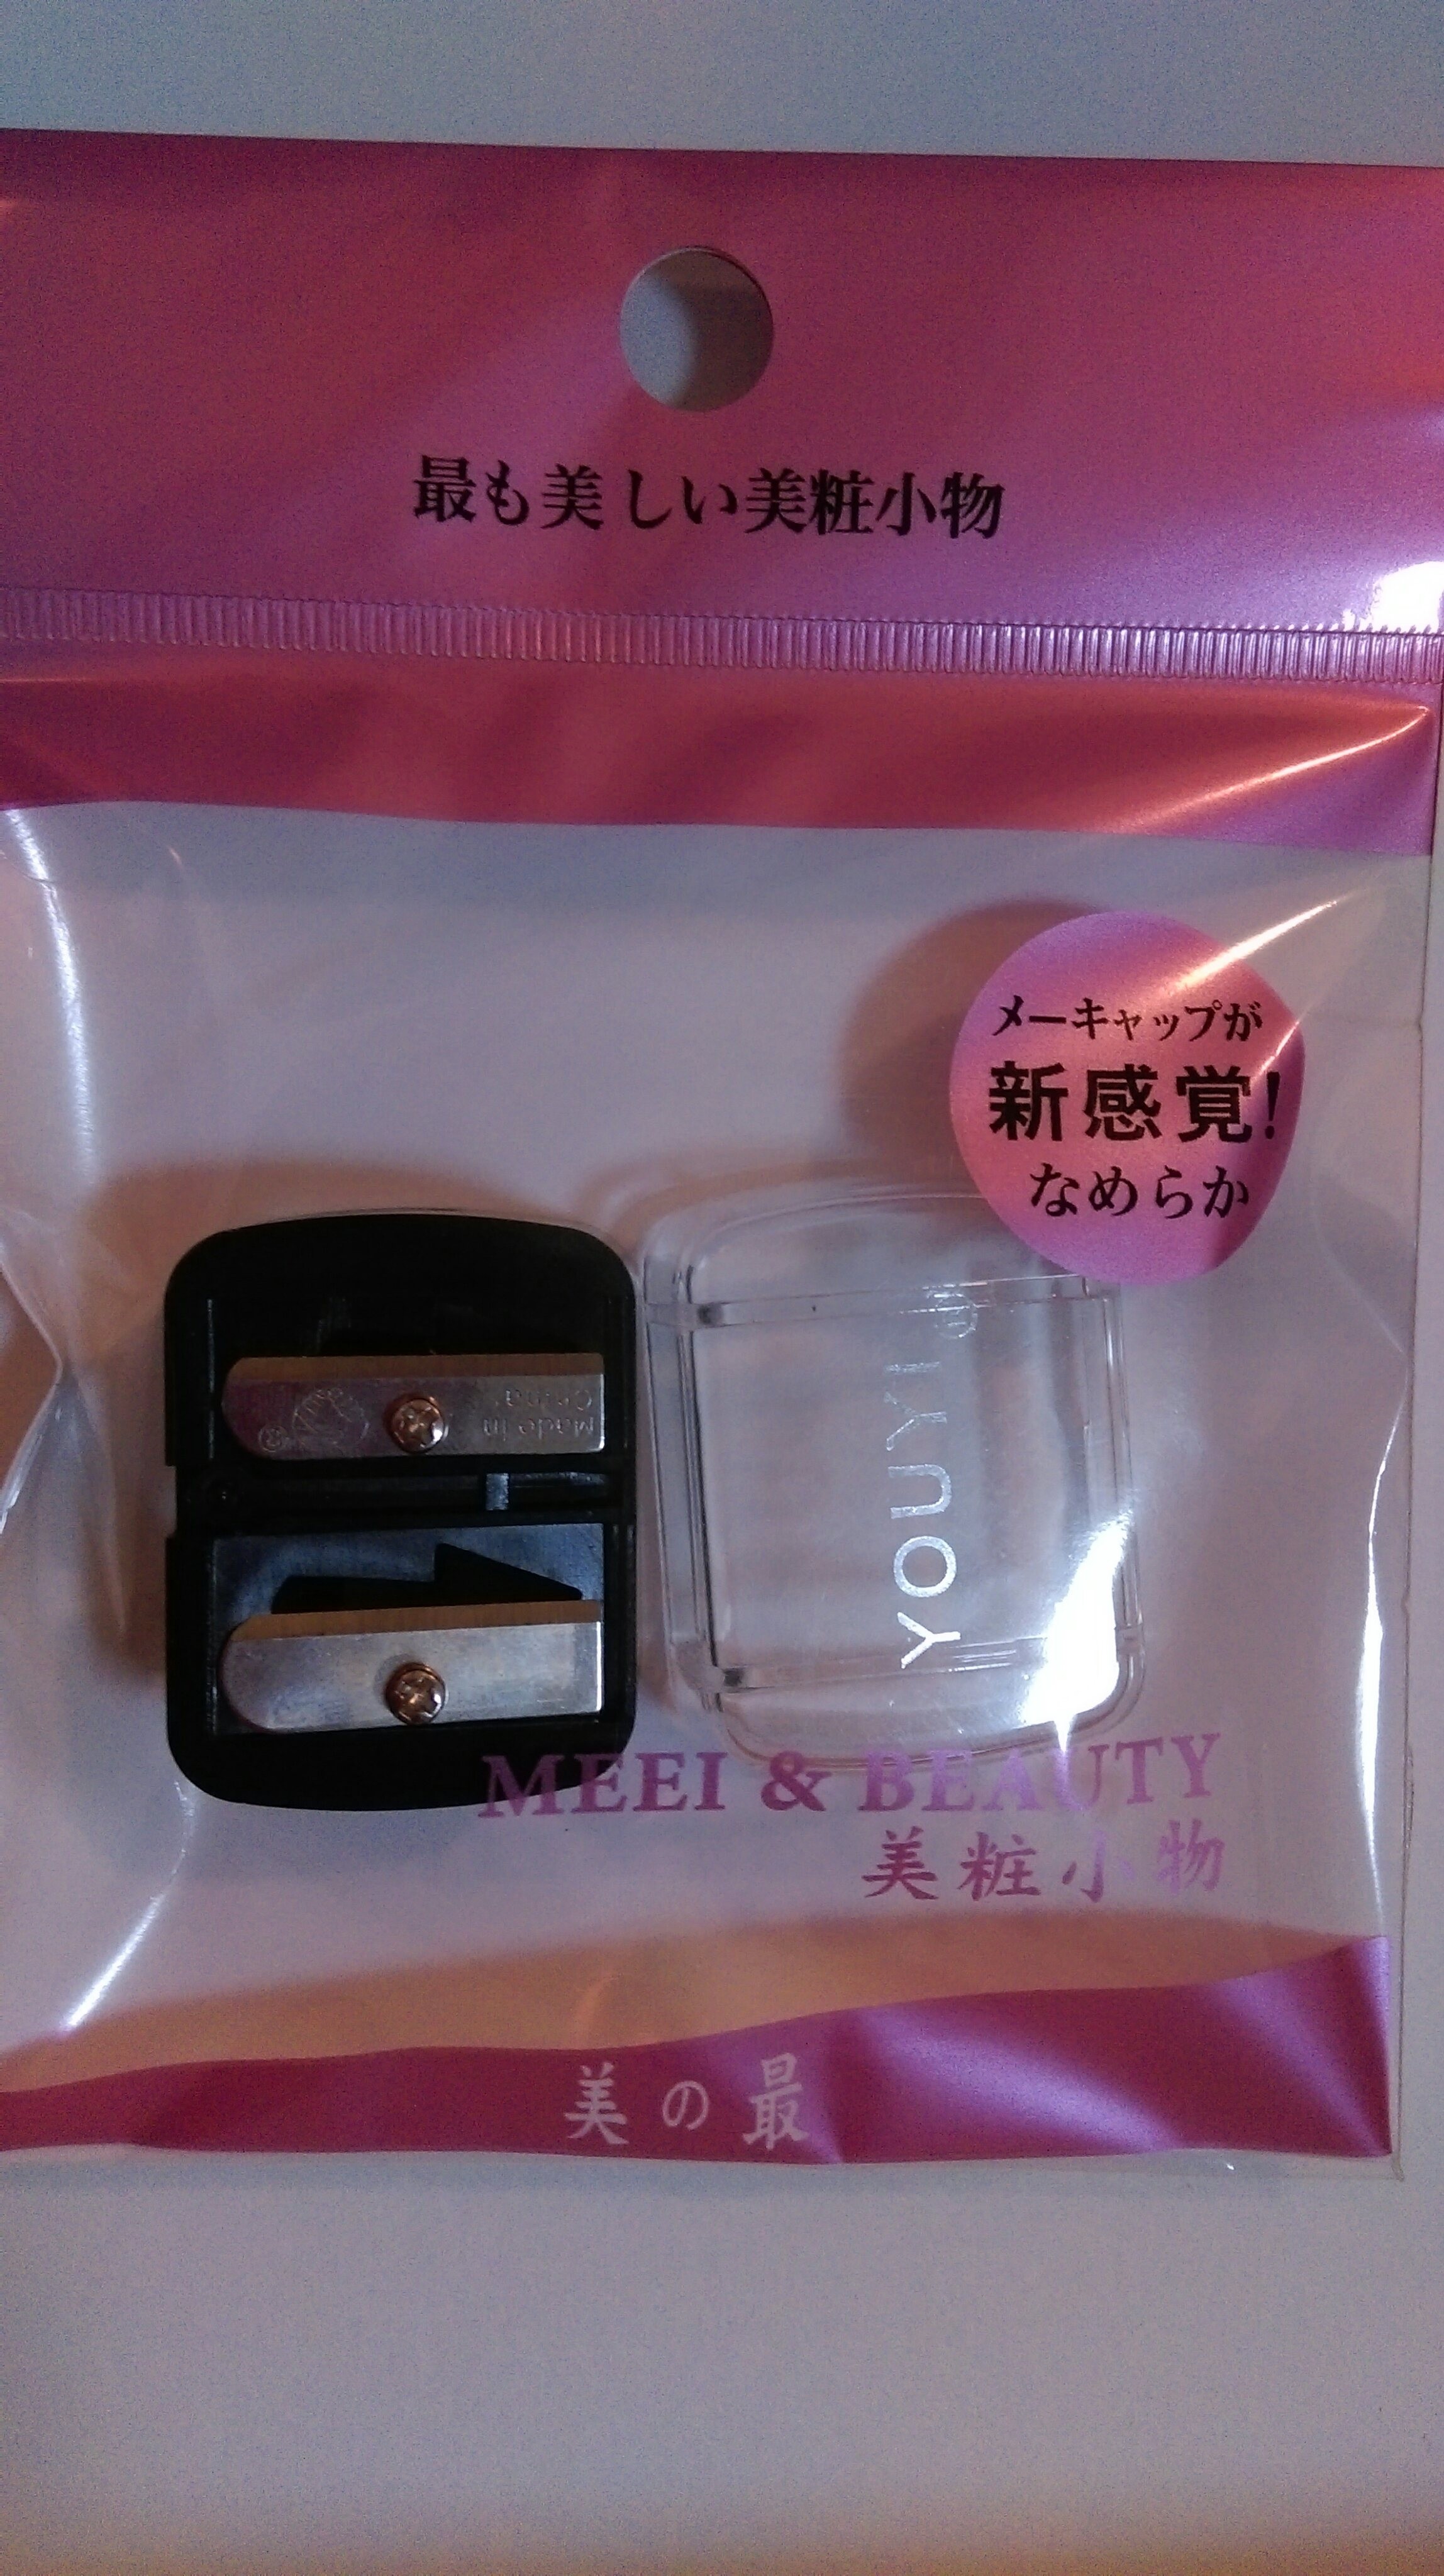 最も美しい美粧小物
メーキャップが
新感覚!
なめらか
Made in
China
YOUYI
MEEI & BEAUTY
美粧小物
美の最